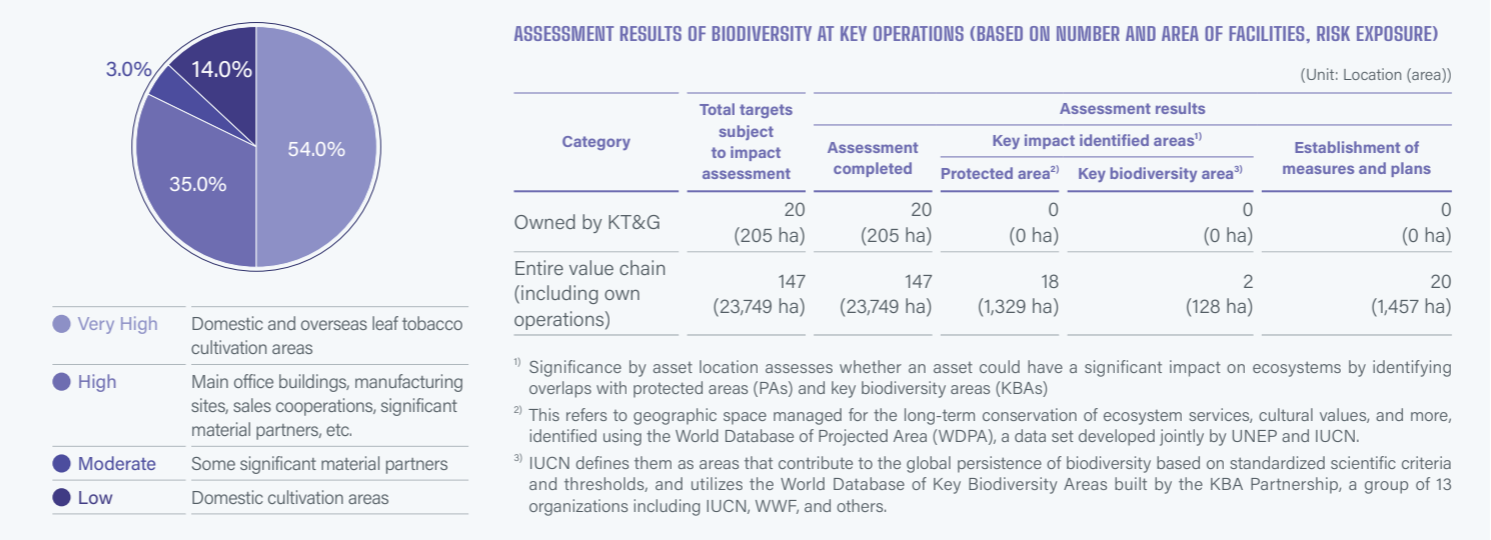 3.0%
14.0%
54.0%
35.0%
Very High
Domestic and overseas leaf tobacco
cultivation areas
High
Main office buildings, manufacturing
sites, sales cooperations, significant
material partners, etc.
Moderate
Some significant material partners
Low
Domestic cultivation areas
ASSESSMENT RESULTS OF BIODIVERSITY AT KEY OPERATIONS (BASED ON NUMBER AND AREA OF FACILITIES, RISK EXPOSURE)
(Unit: Location (area))
Category
Total targets
subject
to impact
assessment
Assessment results
Assessment
completed
Key impact identified areas1)
Protected area2)
Key biodiversity area3)
Establishment of
measures and plans
Owned by KT&G
20
(205 ha)
20
(205 ha)
0
(0 ha)
0
(0 ha)
0
(0 ha)
Entire value chain
(including own
operations)
147
(23,749 ha)
147
(23,749 ha)
18
(1,329 ha)
2
(128 ha)
20
(1,457 ha)
1) Significance by asset location assesses whether an asset could have a significant impact on ecosystems by identifying
overlaps with protected areas (PAs) and key biodiversity areas (KBAs)
2) This refers to geographic space managed for the long-term conservation of ecosystem services, cultural values, and more,
identified using the World Database of Projected Area (WDPA), a data set developed jointly by UNEP and IUCN.
3) IUCN defines them as areas that contribute to the global persistence of biodiversity based on standardized scientific criteria
and thresholds, and utilizes the World Database of Key Biodiversity Areas built by the KBA Partnership, a group of 13
organizations including IUCN, WWF, and others.